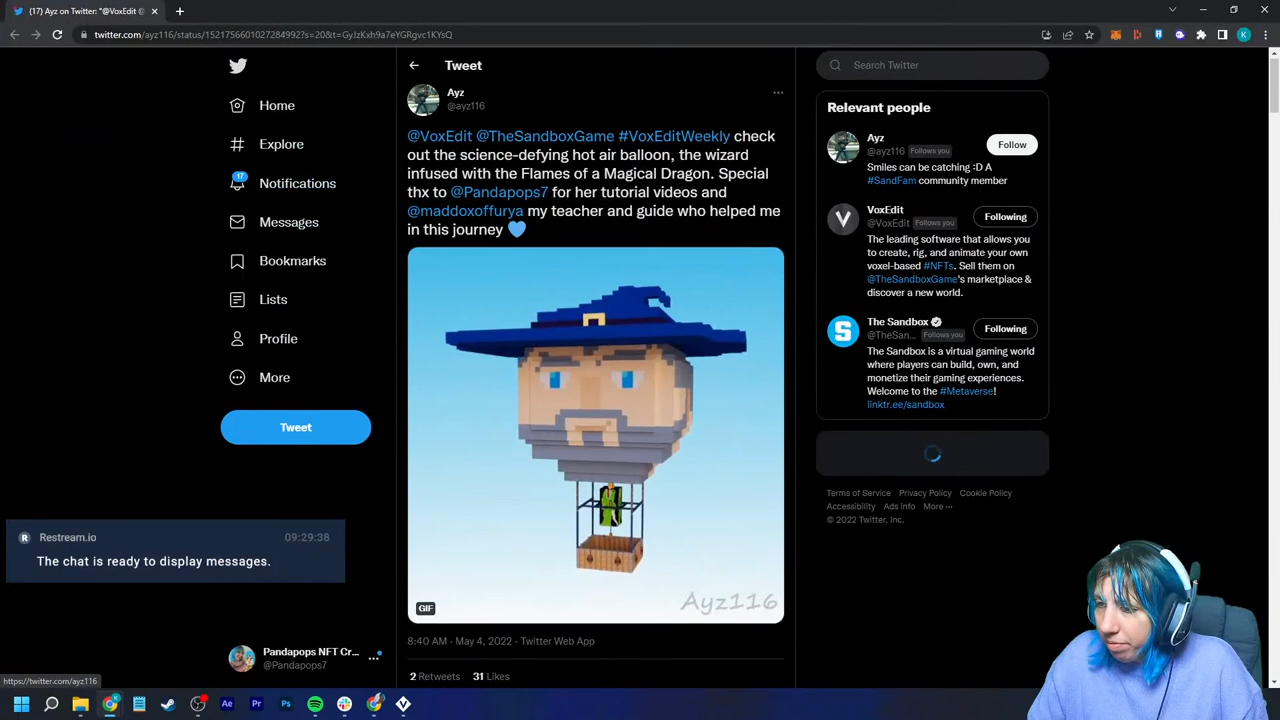 (17) Ayz on Twitter: "@VoxEdit @
twitter.com/ayz116/status/1521756601027284992?s=20&t=GyJzKxh9a7eYGRgvc1KYsQ
Home
Explore
17
Notifications
Messages
Bookmarks
Lists
Profile
More
Tweet
Restream.io
09:29:38
The chat is ready to display messages.
Pandapops NFT Cr...
@Pandapops7
https://twitter.com/ayz116
Tweet
Ayz
@ayz116
@VoxEdit @TheSandboxGame #VoxEditWeekly check
out the science-defying hot air balloon, the wizard
infused with the Flames of a Magical Dragon. Special
thx to @Pandapops7 for her tutorial videos and
@maddoxoffurya my teacher and guide who helped me
in this journey
GIF
Ayz116
8:40 AM · May 4, 2022 · Twitter Web App
2 Retweets 31 Likes
Search Twitter
Relevant people
Ayz
@ayz116 Follows you
Follow
Smiles can be catching :D A
#SandFam community member
VoxEdit
@VoxEdit Follows you
Following
The leading software that allows you
to create, rig, and animate your own
voxel-based #NFTs. Sell them on
@TheSandboxGame's marketplace &
discover a new world.
The Sandbox
@TheSan... Follows you
Following
The Sandbox is a virtual gaming world
where players can build, own, and
monetize their gaming experiences.
Welcome to the #Metaverse!
linktr.ee/sandbox
Terms of Service Privacy Policy Cookie Policy
Accessibility Ads info More ···
© 2022 Twitter, Inc.
K
Ae
Pr
Ps